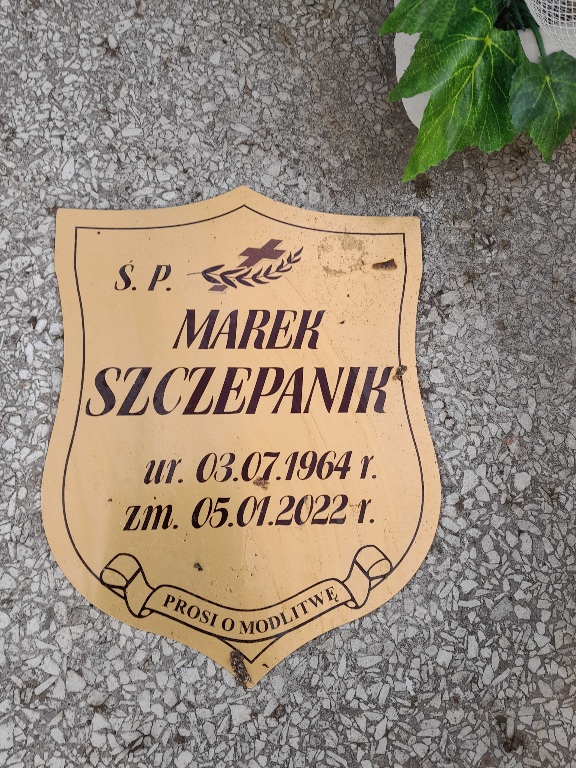 Ś. P.
MAREK
SZCZEPANIK
ur. 03.07.1964 r.
zm. 05.01.2022 r.
PROSI O MODLITWĘ